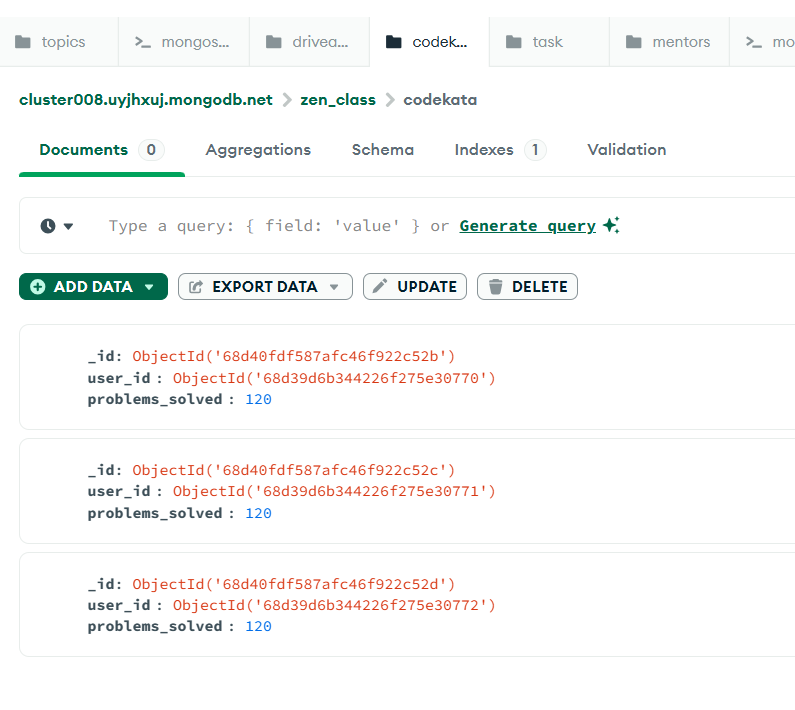 topics >_ mongos... drivea... codek... task mentors >_ mo
cluster008.uyjhxuj.mongodb.net > zen_class > codekata
Documents 0 Aggregations Schema Indexes 1 Validation
Type a query: { field: 'value' } or Generate query
ADD DATA EXPORT DATA UPDATE DELETE
_id: ObjectId('68d40fdf587afc46f922c52b')
user_id : ObjectId('68d39d6b344226f275e30770')
problems_solved : 120
_id: ObjectId('68d40fdf587afc46f922c52c')
user_id : ObjectId('68d39d6b344226f275e30771')
problems_solved : 120
_id: ObjectId('68d40fdf587afc46f922c52d')
user_id : ObjectId('68d39d6b344226f275e30772')
problems_solved : 120